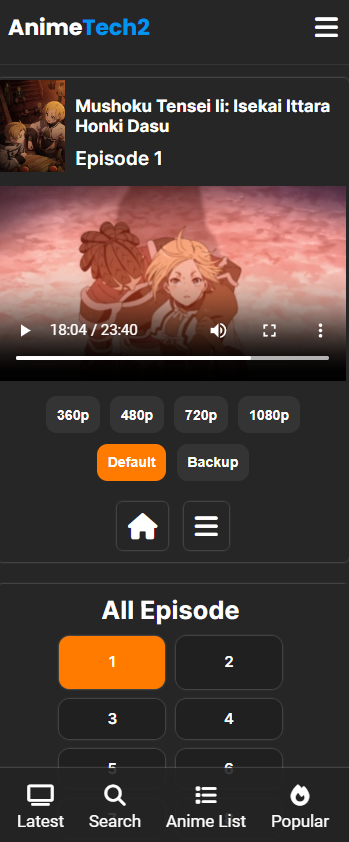 AnimeTech2
Mushoku Tensei Ii: Isekai Ittara
Honki Dasu
Episode 1
18:04 / 23:40
360p 480p 720p 1080p
Default Backup
All Episode
1 2
3 4
5 6
Latest Search Anime List Popular